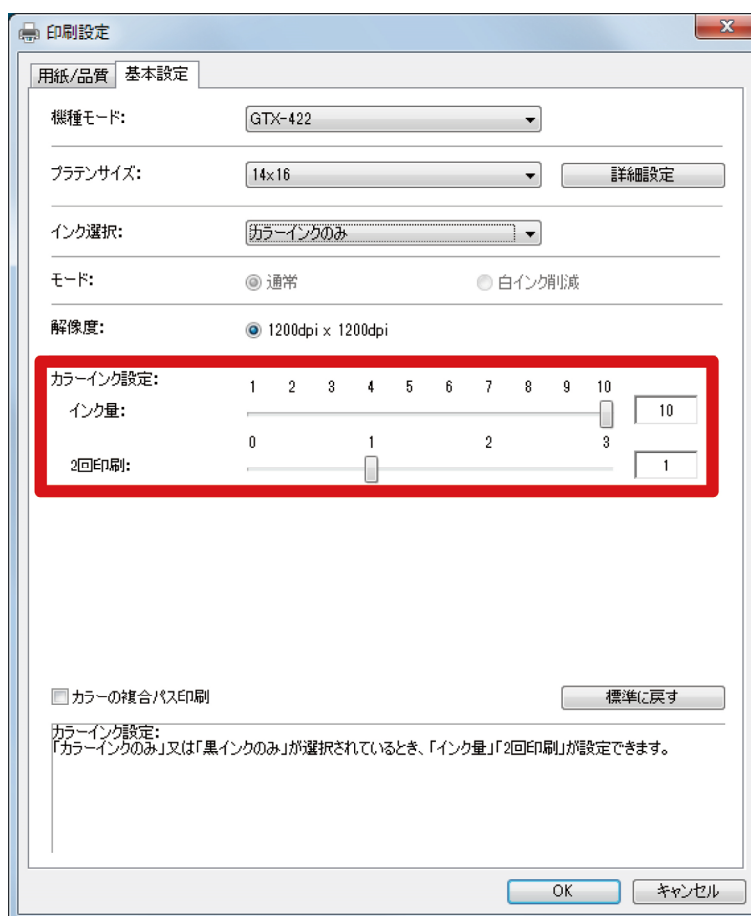 印刷設定
用紙/品質 基本設定
機種モード: GTX-422
プラテンサイズ: 14x16 詳細設定
インク選択: カラーインクのみ
モード: 通常 白インク削減
解像度: 1200dpi x 1200dpi
カラーインク設定:
1 2 3 4 5 6 7 8 9 10
インク量: 10
0 1 2 3
2回印刷: 1
カラーの複合パス印刷 標準に戻す
カラーインク設定:
「カラーインクのみ」又は「黒インクのみ」が選択されているとき、「インク量」「2回印刷」が設定できます。
OK キャンセル